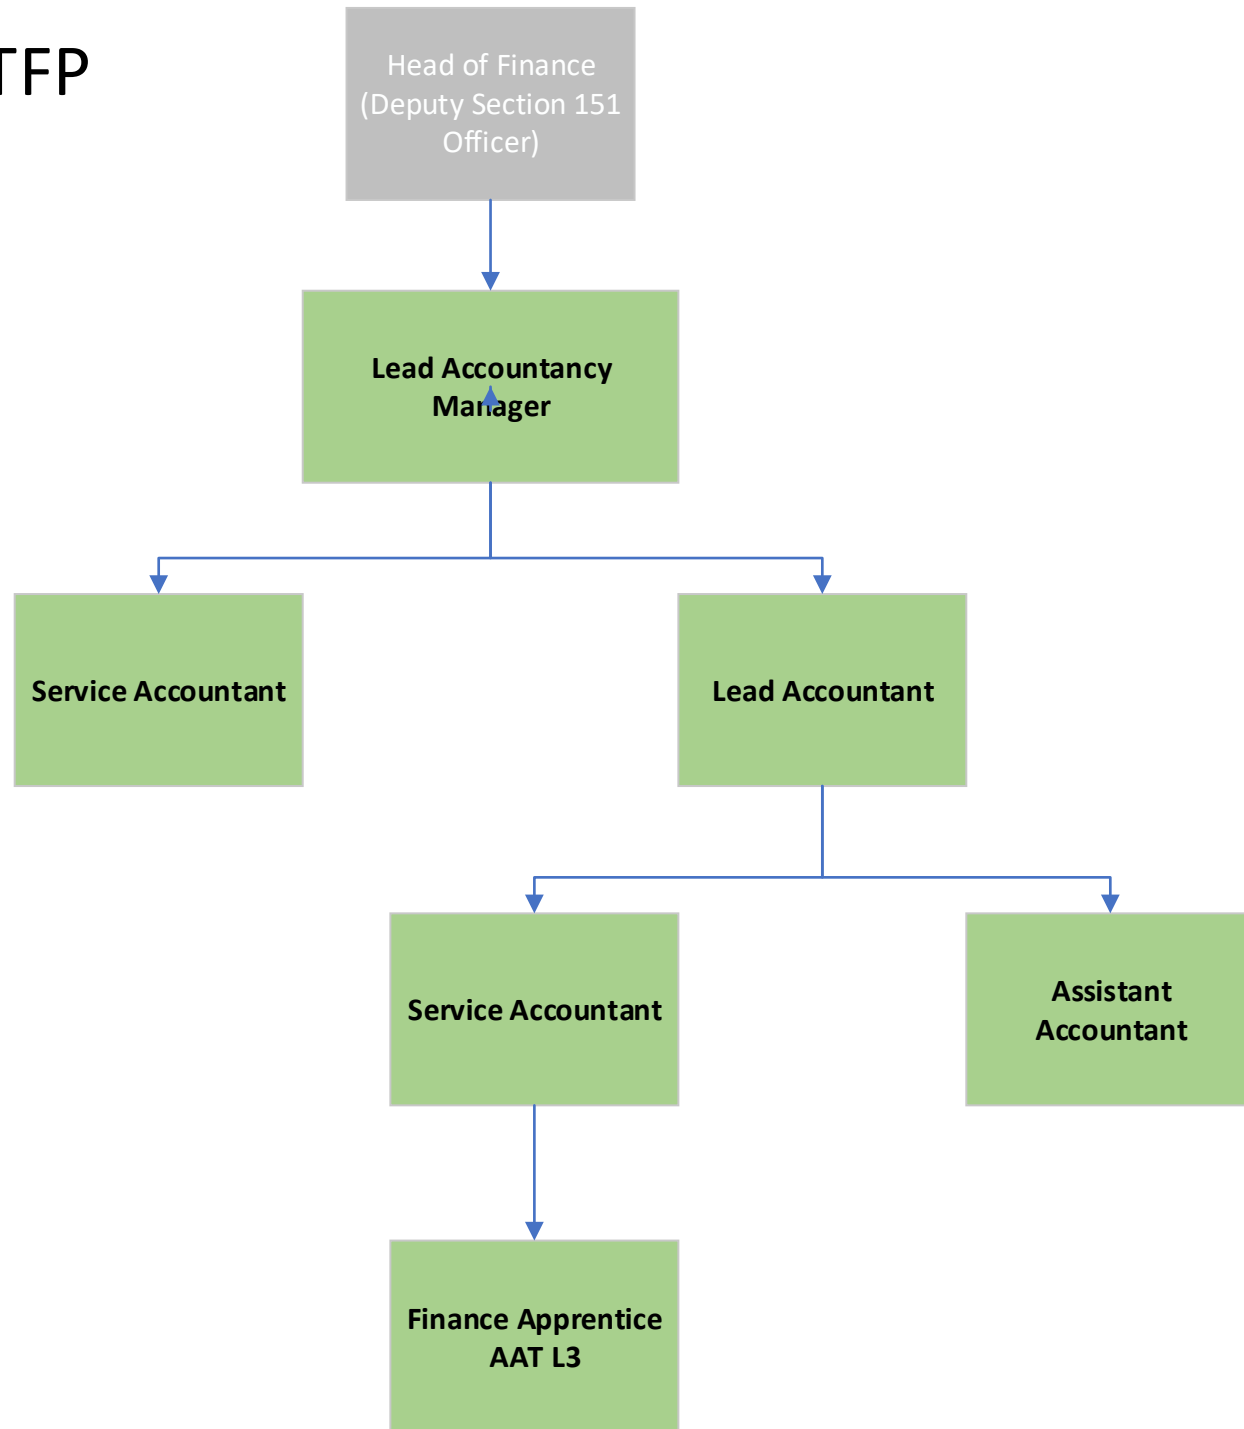 TFP
Head of Finance
(Deputy Section 151
Officer)
Lead Accountancy
Manager
Service Accountant
Lead Accountant
Service Accountant
Assistant
Accountant
Finance Apprentice
AAT L3